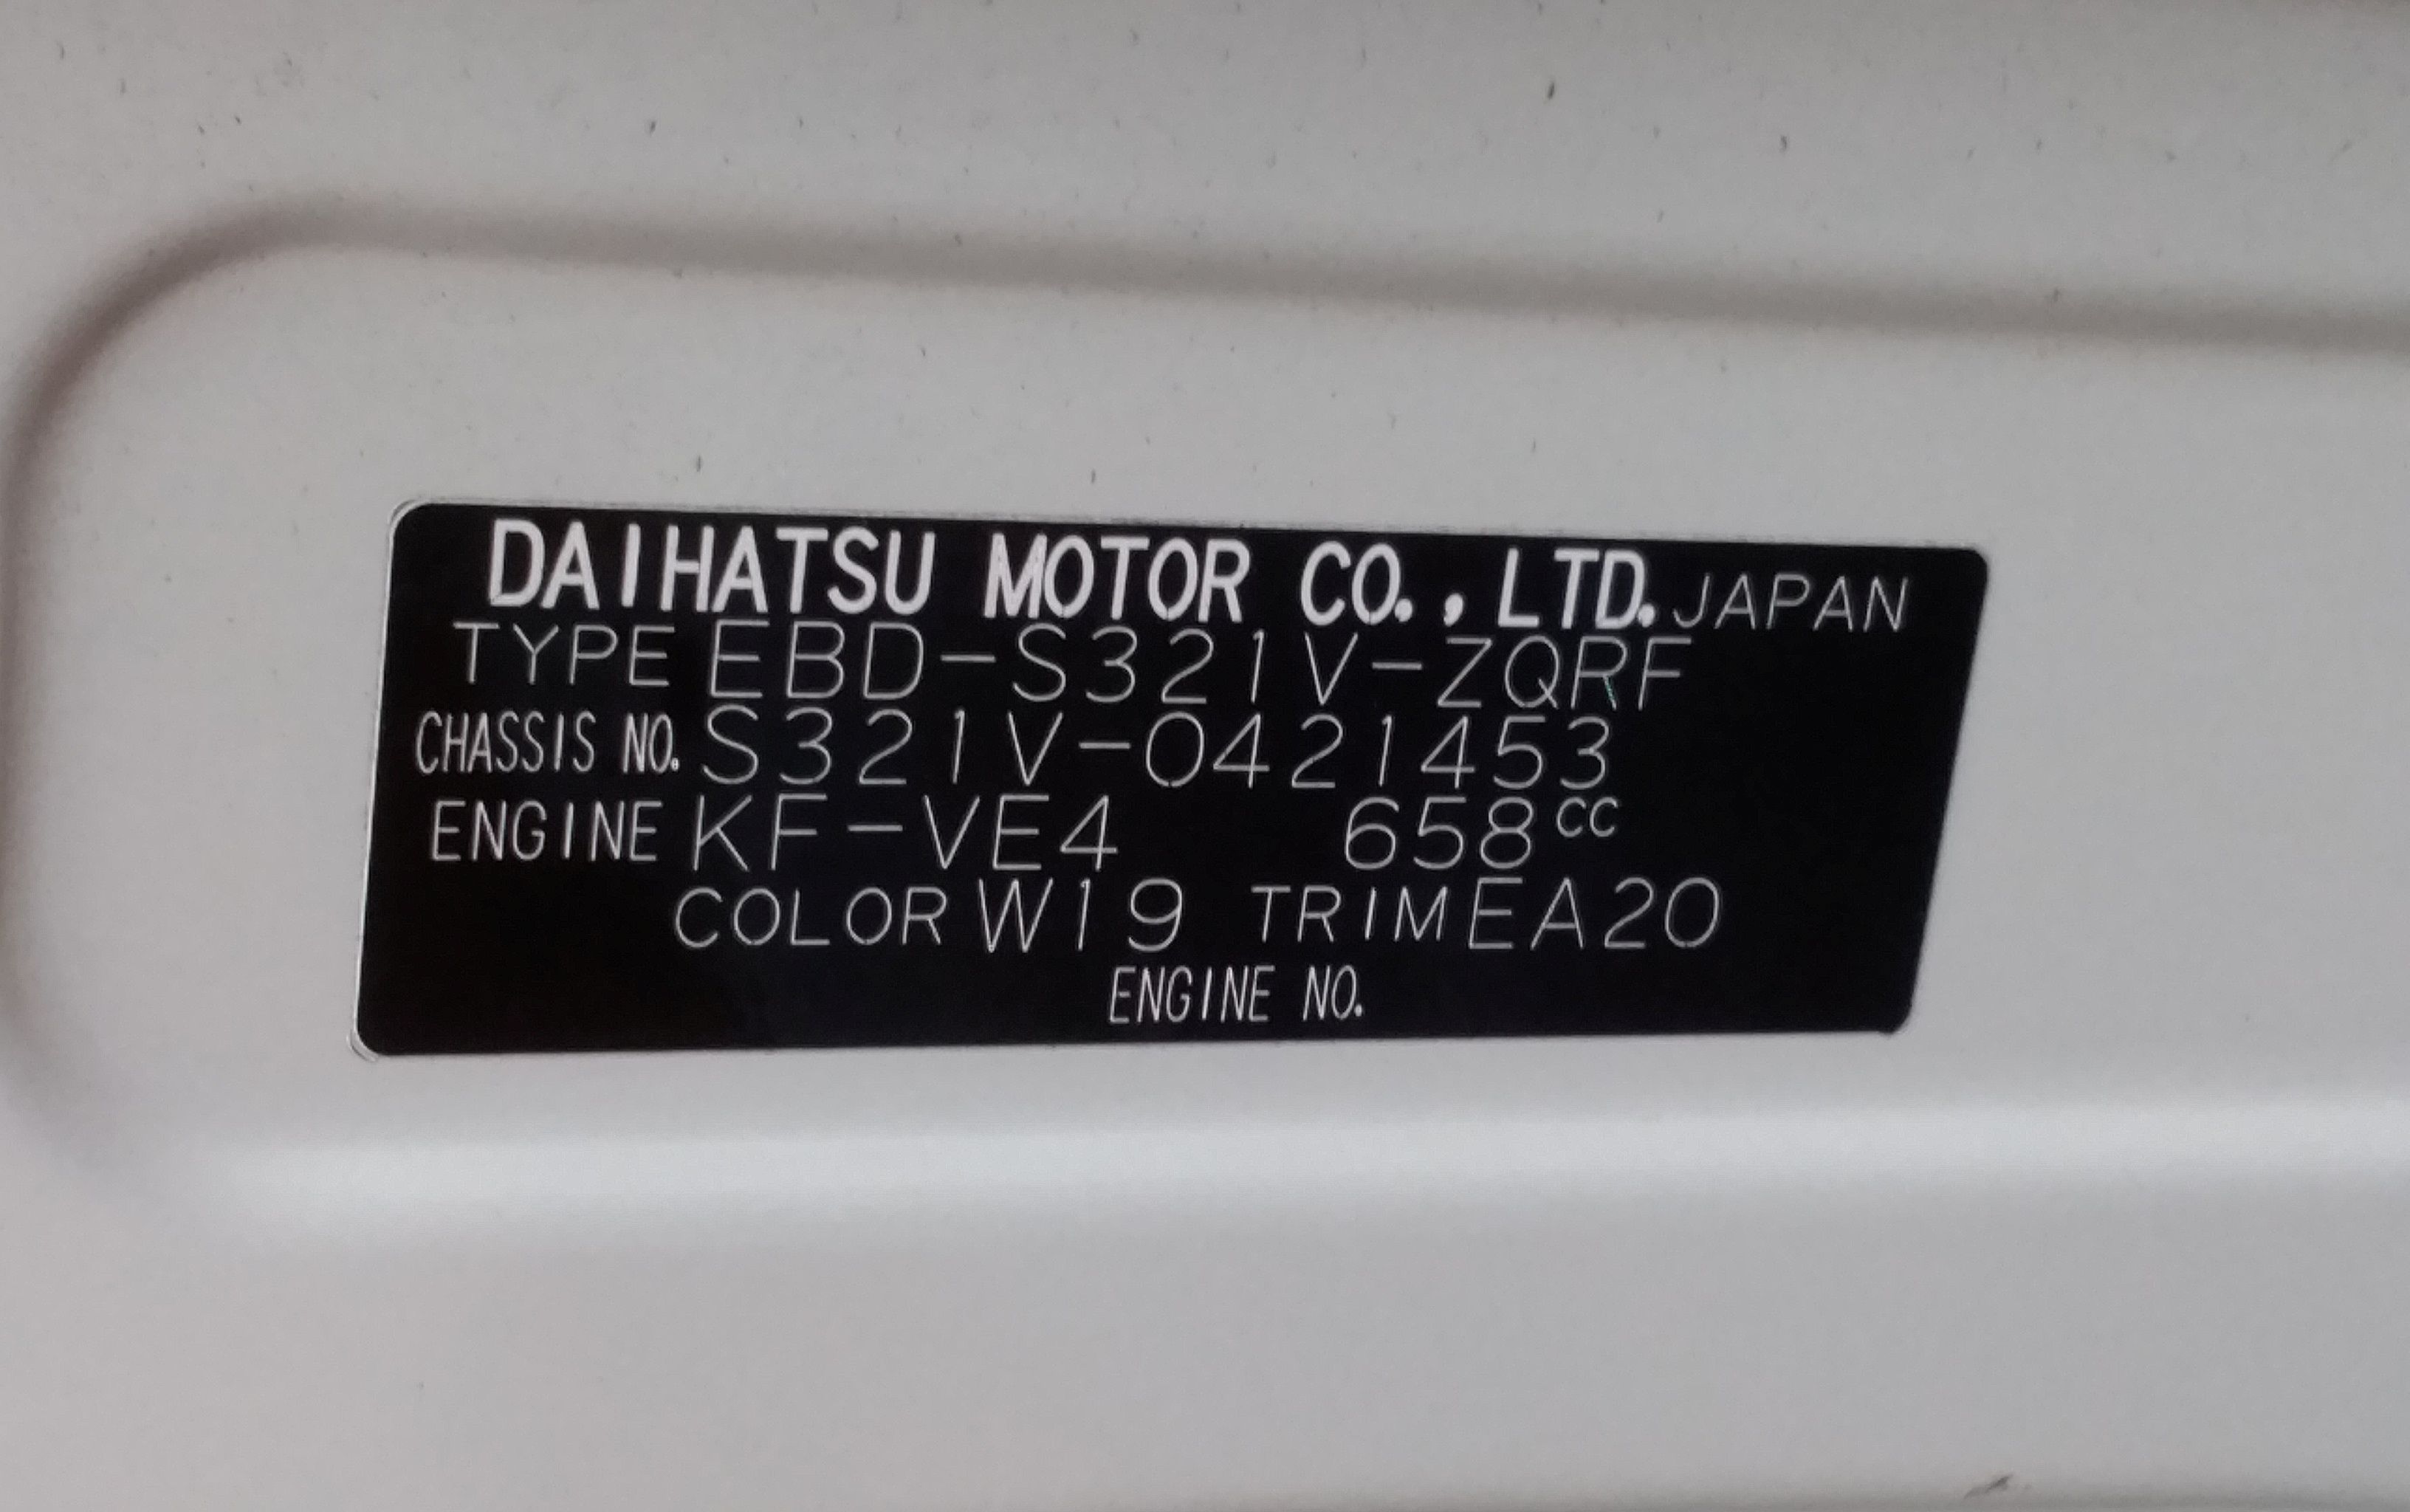 DAIHATSU MOTOR CO., LTD. JAPAN
TYPE EBD-S321V-ZQRF
CHASSIS NO. S321V-0421453
ENGINE KF-VE4 658cc
COLOR W19 TRIM EA20
ENGINE NO.